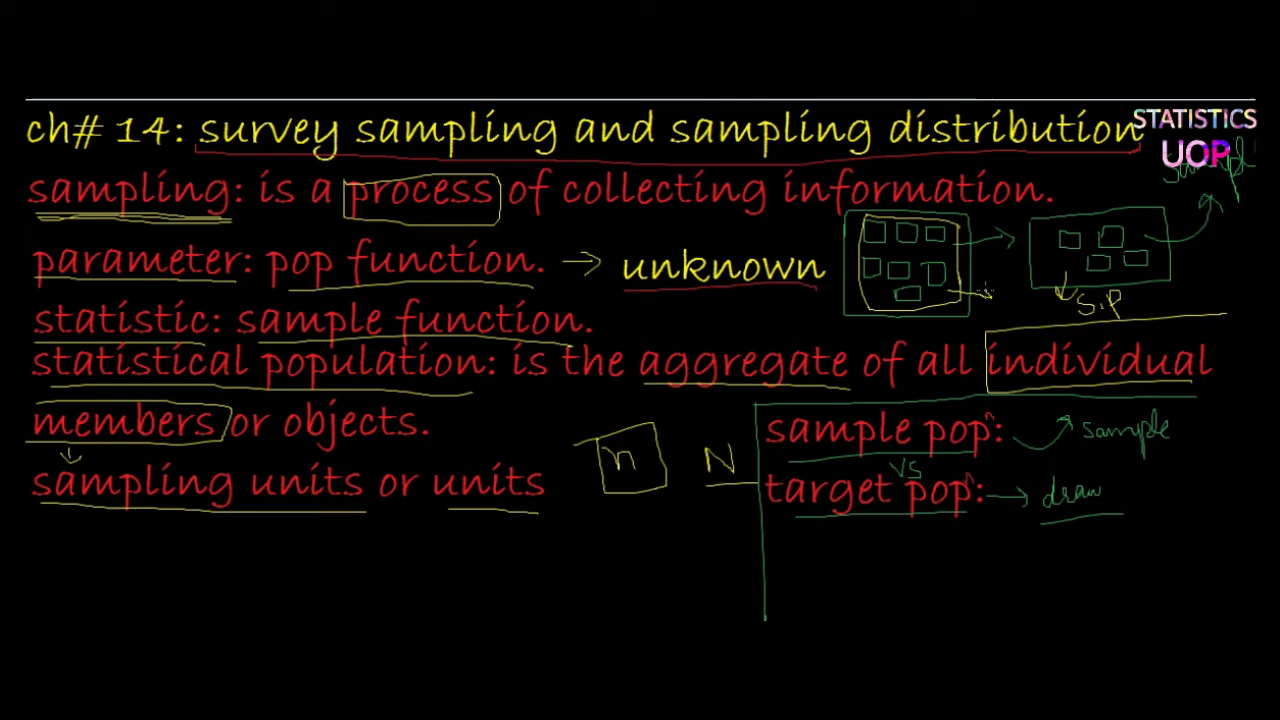 ch# 14: survey sampling and sampling distribution
STATISTICS
UOP
sample
sampling: is a process of collecting information.
parameter: pop function. → unknown
S.P
statistic: sample function.
statistical population: is the aggregate of all individual
members or objects.
n N
sample pop: sample
vs
sampling units or units
target pop: → draw